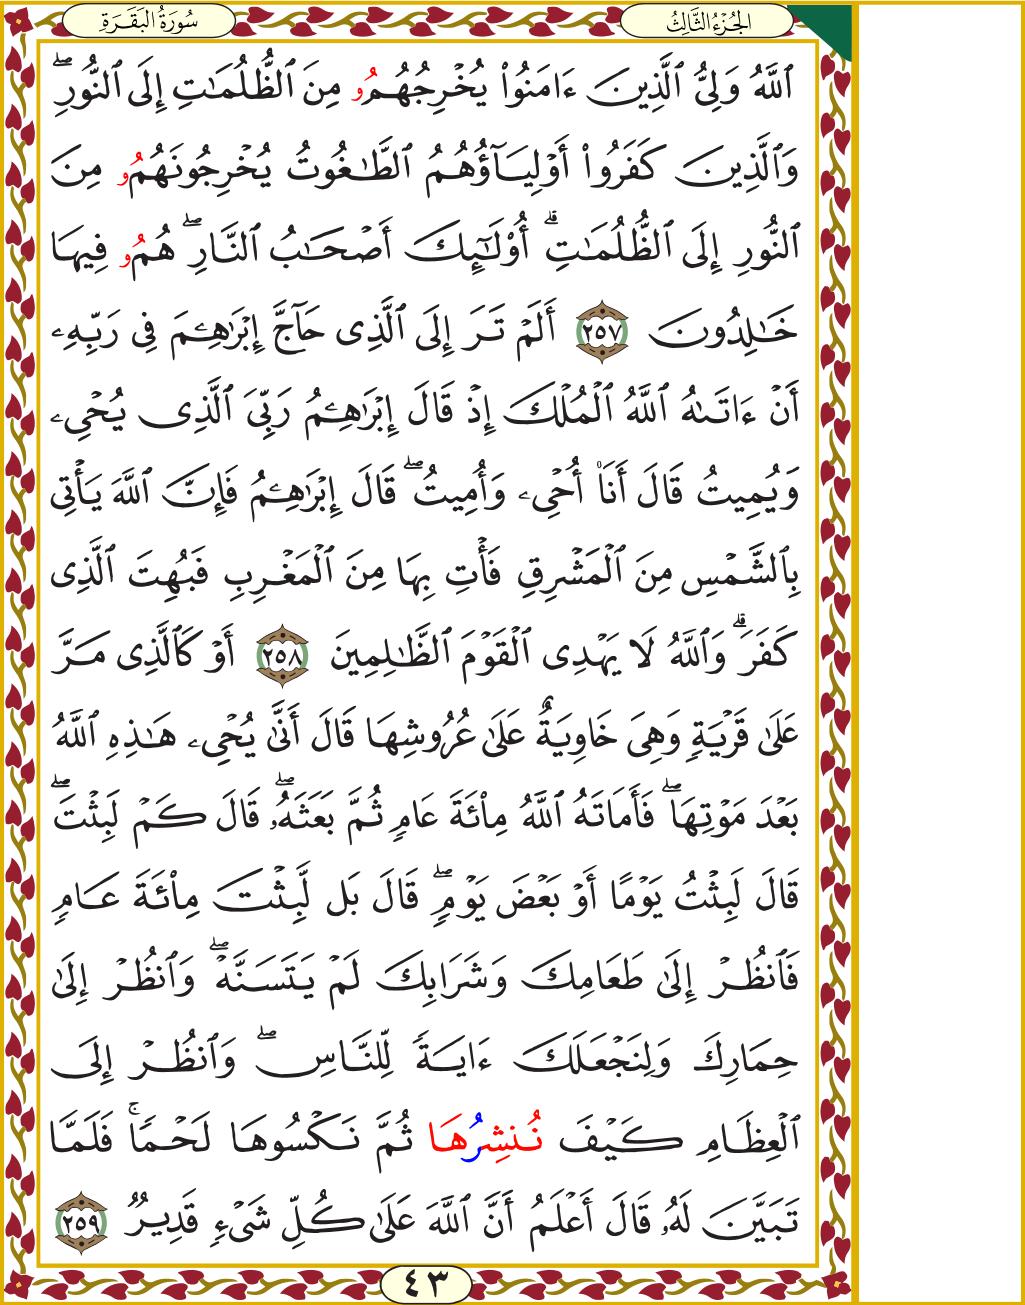 الجُزْءُ الثَّالِثُ
سُورَةُ البَقَرَةِ
ٱللَّهُ وَلِيُّ ٱلَّذِينَ ءَامَنُوا۟ يُخْرِجُهُمُۥ مِنَ ٱلظُّلُمَـٰتِ إِلَى ٱلنُّورِ ۖ
وَٱلَّذِينَ كَفَرُوٓا۟ أَوْلِيَآؤُهُمُ ٱلطَّـٰغُوتُ يُخْرِجُونَهُمُۥ مِنَ
ٱلنُّورِ إِلَى ٱلظُّلُمَـٰتِ ۗ أُو۟لَـٰٓئِكَ أَصْحَـٰبُ ٱلنَّارِ ۖ هُمُۥ فِيهَا
خَـٰلِدُونَ ٢٥٧ أَلَمْ تَرَ إِلَى ٱلَّذِى حَآجَّ إِبْرَٰهِـۧمَ فِى رَبِّهِۦ
أَنْ ءَاتَىٰهُ ٱللَّهُ ٱلْمُلْكَ إِذْ قَالَ إِبْرَٰهِـۧمُ رَبِّىَ ٱلَّذِى يُحْىِۦ
وَيُمِيتُ قَالَ أَنَا۠ أُحْىِۦ وَأُمِيتُ ۖ قَالَ إِبْرَٰهِـۧمُ فَإِنَّ ٱللَّهَ يَأْتِى
بِٱلشَّمْسِ مِنَ ٱلْمَشْرِقِ فَأْتِ بِهَا مِنَ ٱلْمَغْرِبِ فَبُهِتَ ٱلَّذِى
كَفَرَ ۗ وَٱللَّهُ لَا يَهْدِى ٱلْقَوْمَ ٱلظَّـٰلِمِينَ ٢٥٨ أَوْ كَٱلَّذِى مَرَّ
عَلَىٰ قَرْيَةٍ وَهِىَ خَاوِيَةٌ عَلَىٰ عُرُوشِهَا قَالَ أَنَّىٰ يُحْىِۦ هَـٰذِهِ ٱللَّهُ
بَعْدَ مَوْتِهَا ۖ فَأَمَاتَهُ ٱللَّهُ مِا۟ئَةَ عَامٍ ثُمَّ بَعَثَهُۥ ۖ قَالَ كَمْ لَبِثْتَ ۖ
قَالَ لَبِثْتُ يَوْمًا أَوْ بَعْضَ يَوْمٍ ۖ قَالَ بَل لَّبِثْتَ مِا۟ئَةَ عَامٍ
فَٱنظُرْ إِلَىٰ طَعَامِكَ وَشَرَابِكَ لَمْ يَتَسَنَّهْ ۖ وَٱنظُرْ إِلَىٰ
حِمَارِكَ وَلِنَجْعَلَكَ ءَايَةً لِّلنَّاسِ ۖ وَٱنظُرْ إِلَى
ٱلْعِظَامِ كَيْفَ نُنشِرُهَا ثُمَّ نَكْسُوهَا لَحْمًا ۚ فَلَمَّا
تَبَيَّنَ لَهُۥ قَالَ أَعْلَمُ أَنَّ ٱللَّهَ عَلَىٰ كُلِّ شَىْءٍ قَدِيرٌ ٢٥٩
٤٣